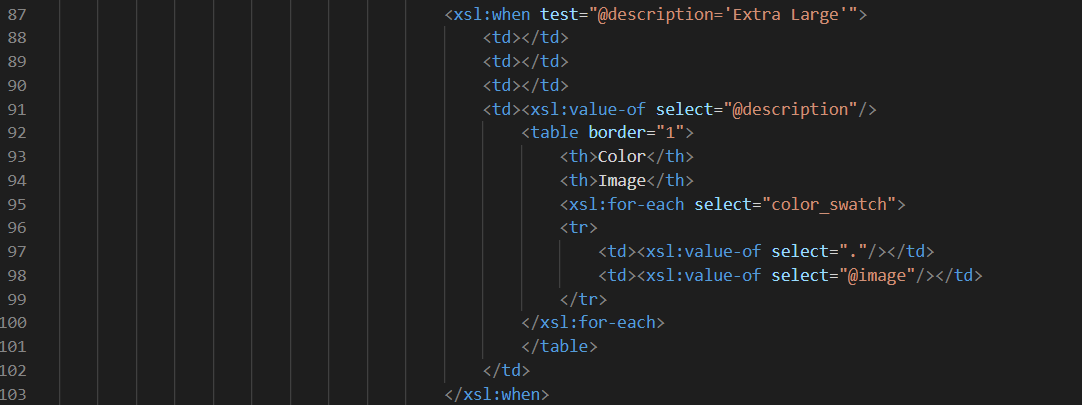 87 <xsl:when test="@description='Extra Large'">
88 <td></td>
89 <td></td>
90 <td></td>
91 <td><xsl:value-of select="@description"/>
92 <table border="1">
93 <th>Color</th>
94 <th>Image</th>
95 <xsl:for-each select="color_swatch">
96 <tr>
97 <td><xsl:value-of select="."/></td>
98 <td><xsl:value-of select="@image"/></td>
99 </tr>
100 </xsl:for-each>
101 </table>
102 </td>
103 </xsl:when>